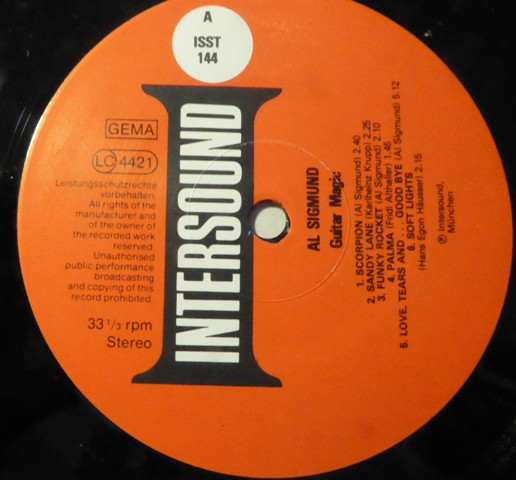 A
ISST
144
INTERSOUND
GEMA
LC 4421
Leistungsschutzrechte
vorbehalten.
All rights of the
manufacturer and
of the owner of
the recorded work
reserved.
Unauthorised
public performance
broadcasting
and copying of this
record prohibited.
33 1/3 rpm
Stereo
AL SIGMUND
Guitar Magic
1. SCORPION (Al Sigmund) 2.40
2. SANDY LANE (Karlheinz Krupp) 2.25
3. FUNKY ROCKET (Al Sigmund) 2.10
4. PALMA (Fridl Althaller) 1.45
5. LOVE, TEARS AND ... GOOD BYE (Al Sigmund) 5.12
6. SOFT LIGHTS
(Hans Egon Häusser) 2.15
℗ Intersound,
München